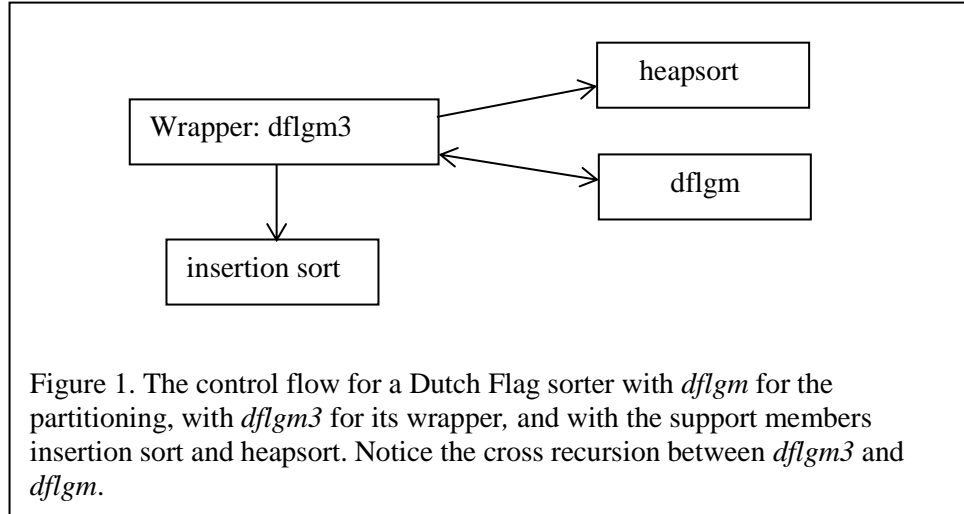 heapsort
Wrapper: dflgm3
dflgm
insertion sort
Figure 1. The control flow for a Dutch Flag sorter with dflgm for the
partitioning, with dflgm3 for its wrapper, and with the support members
insertion sort and heapsort. Notice the cross recursion between dflgm3 and
dflgm.